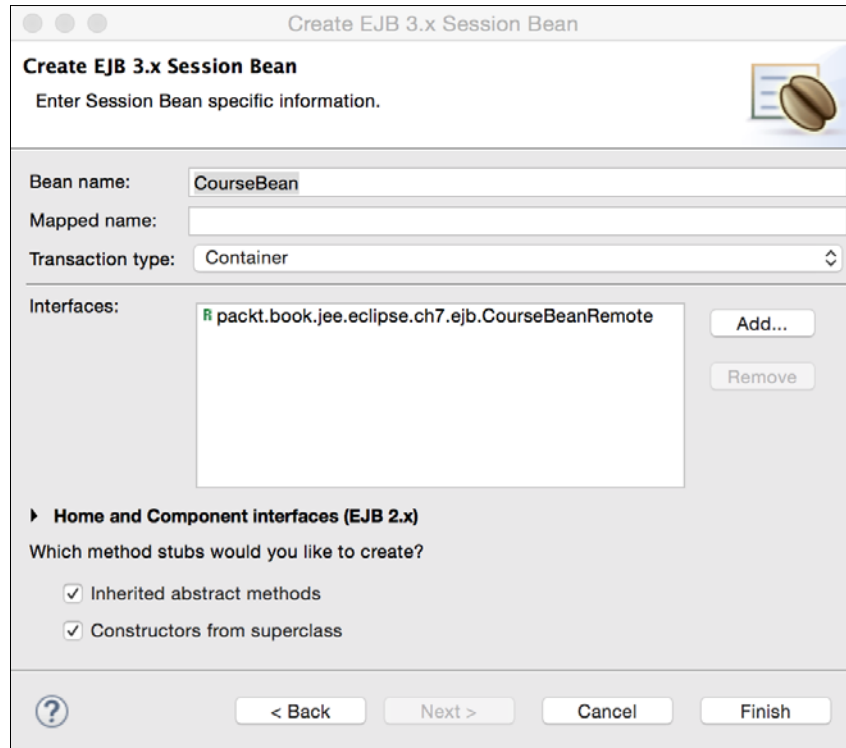 Create EJB 3.x Session Bean
Create EJB 3.x Session Bean
Enter Session Bean specific information.
Bean name: CourseBean
Mapped name:
Transaction type: Container
Interfaces: R packt.book.jee.eclipse.ch7.ejb.CourseBeanRemote Add...
Remove
Home and Component interfaces (EJB 2.x)
Which method stubs would you like to create?
Inherited abstract methods
Constructors from superclass
? < Back Next > Cancel Finish